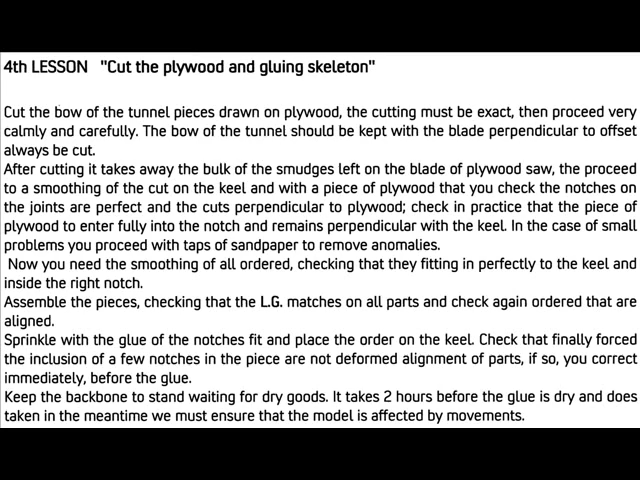 4th LESSON "Cut the plywood and gluing skeleton"
Cut the bow of the tunnel pieces drawn on plywood, the cutting must be exact, then proceed very
calmly and carefully. The bow of the tunnel should be kept with the blade perpendicular to offset
always be cut.
After cutting it takes away the bulk of the smudges left on the blade of plywood saw, the proceed
to a smoothing of the cut on the keel and with a piece of plywood that you check the notches on
the joints are perfect and the cuts perpendicular to plywood; check in practice that the piece of
plywood to enter fully into the notch and remains perpendicular with the keel. In the case of small
problems you proceed with taps of sandpaper to remove anomalies.
Now you need the smoothing of all ordered, checking that they fitting in perfectly to the keel and
inside the right notch.
Assemble the pieces, checking that the L.G. matches on all parts and check again ordered that are
aligned.
Sprinkle with the glue of the notches fit and place the order on the keel. Check that finally forced
the inclusion of a few notches in the piece are not deformed alignment of parts, if so, you correct
immediately, before the glue.
Keep the backbone to stand waiting for dry goods. It takes 2 hours before the glue is dry and does
taken in the meantime we must ensure that the model is affected by movements.